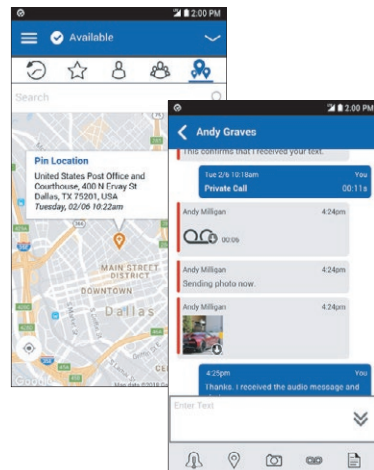 2:00 PM
Available
Search
Pin Location
United States Post Office and
Courthouse, 400 N Ervay St
Dallas, TX 75201, USA
Tuesday, 02/06 10:22am
MAIN STREET
DISTRICT
DOWNTOWN
Dallas
Google
2:00 PM
Andy Graves
This confirms that I received your text.
Tue 2/6 10:18am You
Private Call 00:11s
Andy Milligan 4:24pm
00:06
Andy Milligan 4:24pm
Sending photo now.
Andy Milligan 4:24pm
4:25pm You
Thanks. I received the audio message and
Enter Text